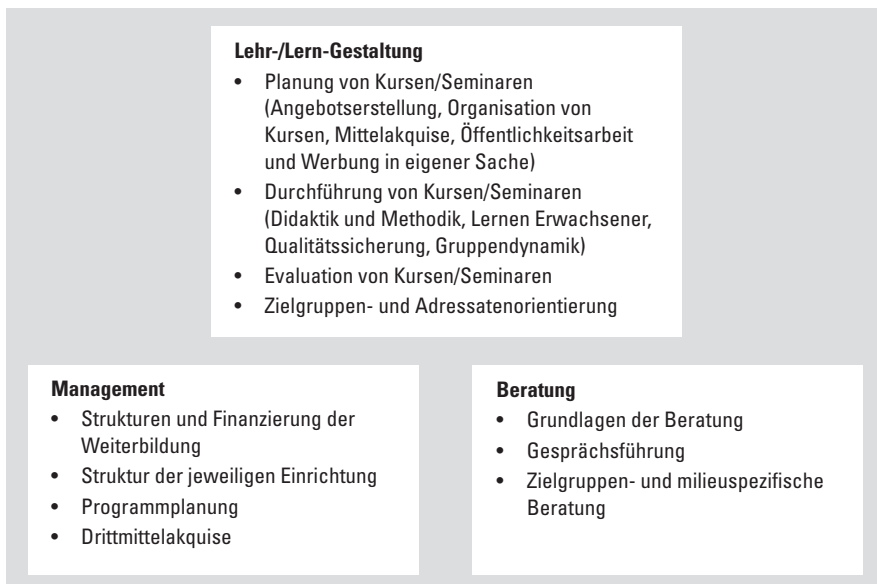 Lehr-/Lern-Gestaltung
• Planung von Kursen/Seminaren
(Angebotserstellung, Organisation von
Kursen, Mittelakquise, Öffentlichkeitsarbeit
und Werbung in eigener Sache)
• Durchführung von Kursen/Seminaren
(Didaktik und Methodik, Lernen Erwachsener,
Qualitätssicherung, Gruppendynamik)
• Evaluation von Kursen/Seminaren
• Zielgruppen- und Adressatenorientierung
Management
• Strukturen und Finanzierung der
Weiterbildung
• Struktur der jeweiligen Einrichtung
• Programmplanung
• Drittmittelakquise
Beratung
• Grundlagen der Beratung
• Gesprächsführung
• Zielgruppen- und milieuspezifische
Beratung